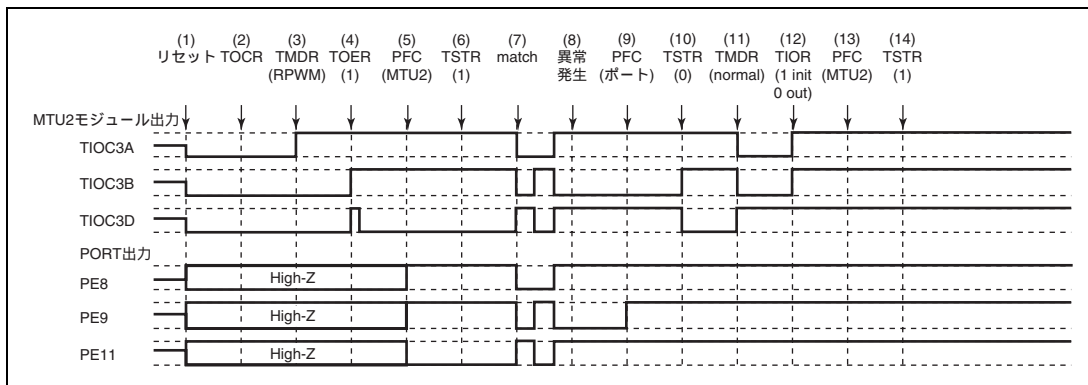 (1) (2) (3) (4) (5) (6) (7) (8) (9) (10) (11) (12) (13) (14)
リセット TOCR TMDR TOER PFC TSTR match 異常 PFC TSTR TMDR TIOR PFC TSTR
(RPWM) (1) (MTU2) (1) 発生 (ポート) (0) (normal) (1 init (MTU2) (1)
0 out)
MTU2モジュール出力
TIOC3A
TIOC3B
TIOC3D
PORT出力
PE8 High-Z
PE9 High-Z
PE11 High-Z